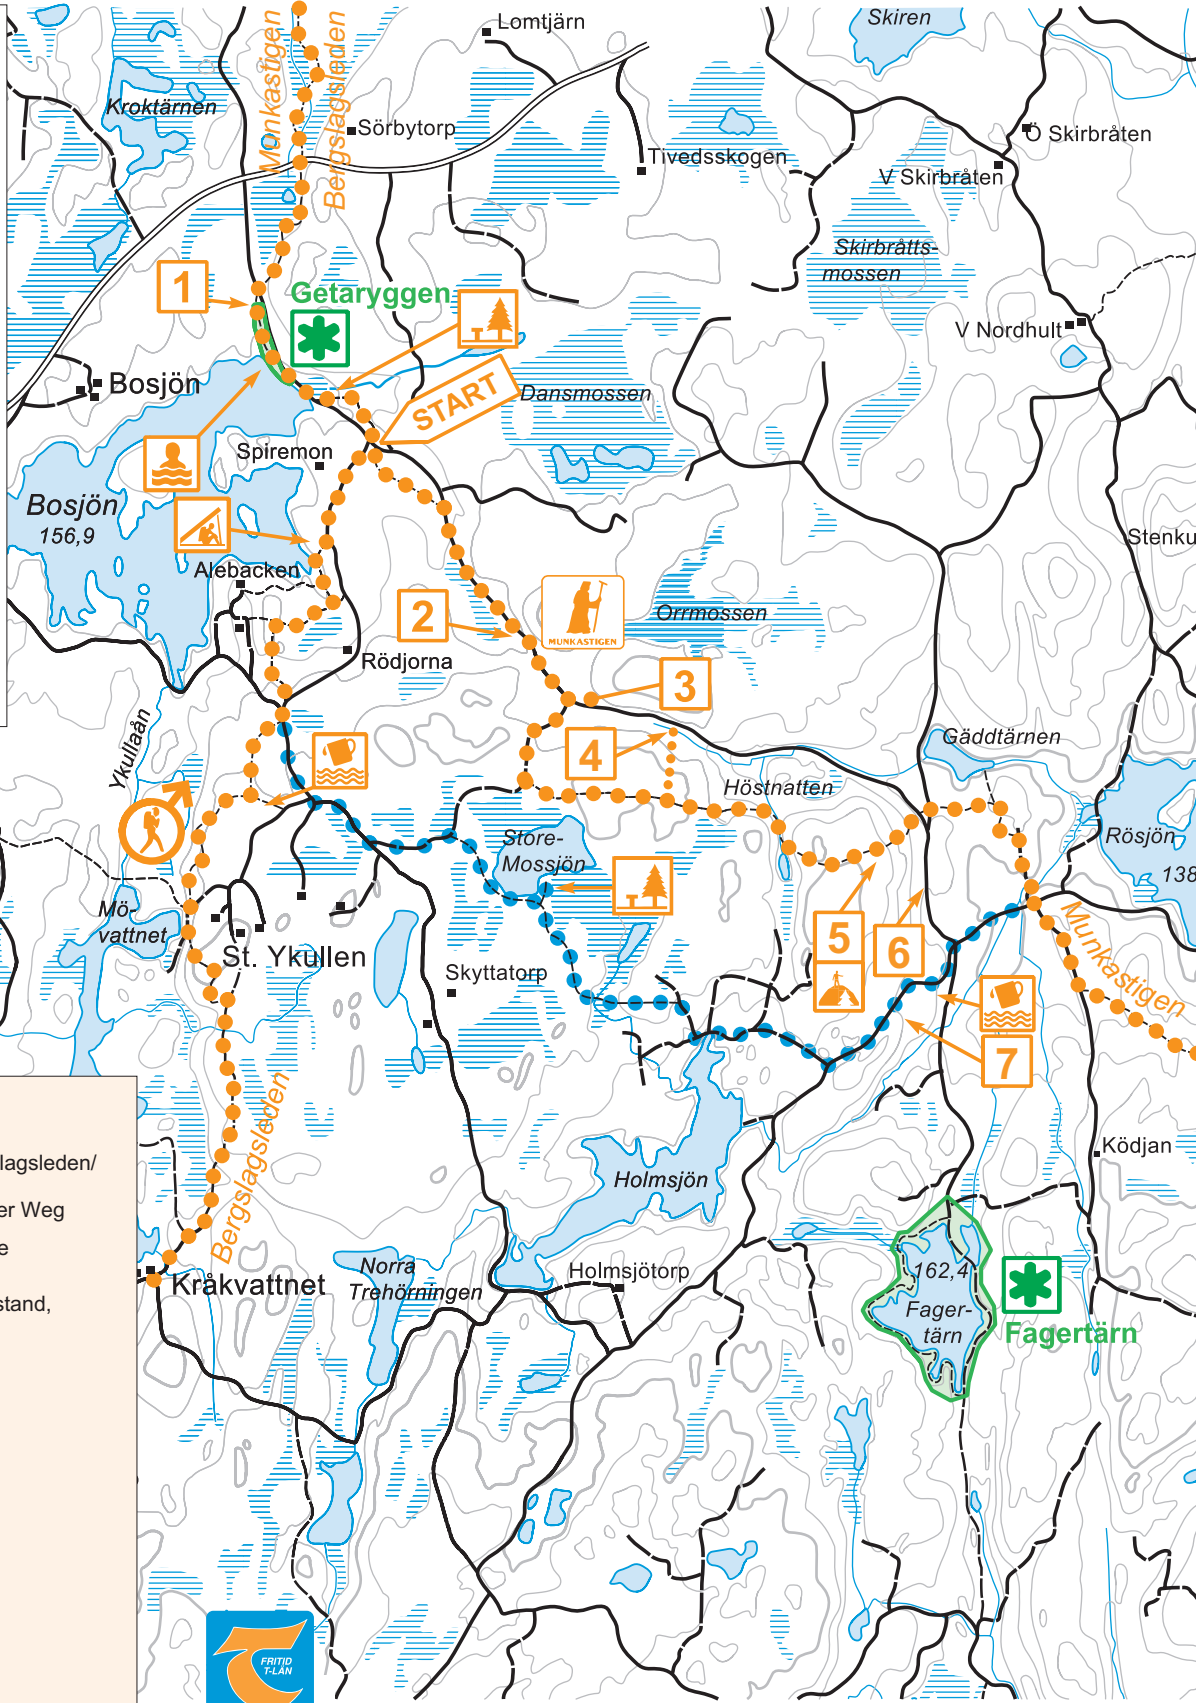 Skiren
Lomtjärn
Munkastigen
Bergslagsleden
Kroktärnen
Sörbytorp
Ö Skirbråten
Tivedsskogen
V Skirbråten
Skirbrätts-
mossen
1
Getaryggen
V Nordhult
Bosjön
START
Dansmossen
Spiremon
Bosjön
156,9
Stenku
Alebacken
2
MUNKASTIGEN
Orrmossen
Rödjorna
3
Ykullaån
4
Gäddtärnen
Höstnatten
Store-
Mossjön
Rösjön
138
Mö-
vattnet
St. Ykullen
5
6
Munkastigen
Skyttatorp
7
Bergslagsleden
lagsleden/
er Weg
e
stand,
Ködjan
Holmsjön
Kråkvattnet
Norra
Trehörningen
Holmsjötorp
162,4
Fager-
tärn
Fagertärn
FRITID
T-LÄN